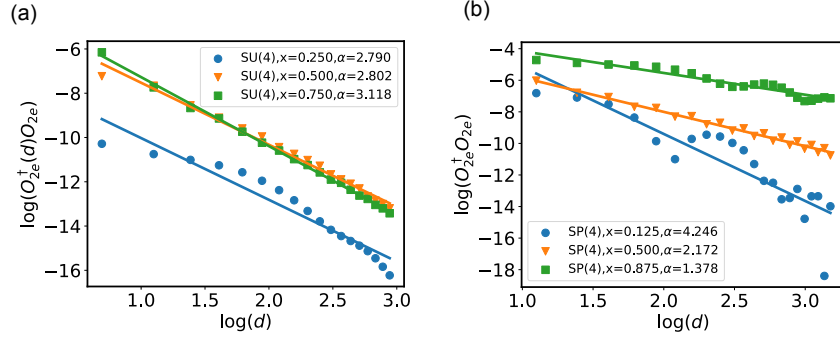 (a)
−6
−8
−10
−12
−14
−16
log(O†2e(d)O2e)
SU(4),x=0.250,α=2.790
SU(4),x=0.500,α=2.802
SU(4),x=0.750,α=3.118
1.0 1.5 2.0 2.5 3.0
log(d)
(b)
−4
−6
−8
−10
−12
−14
−16
−18
log(O†2eO2e)
SP(4),x=0.125,α=4.246
SP(4),x=0.500,α=2.172
SP(4),x=0.875,α=1.378
1.0 1.5 2.0 2.5 3.0
log(d)